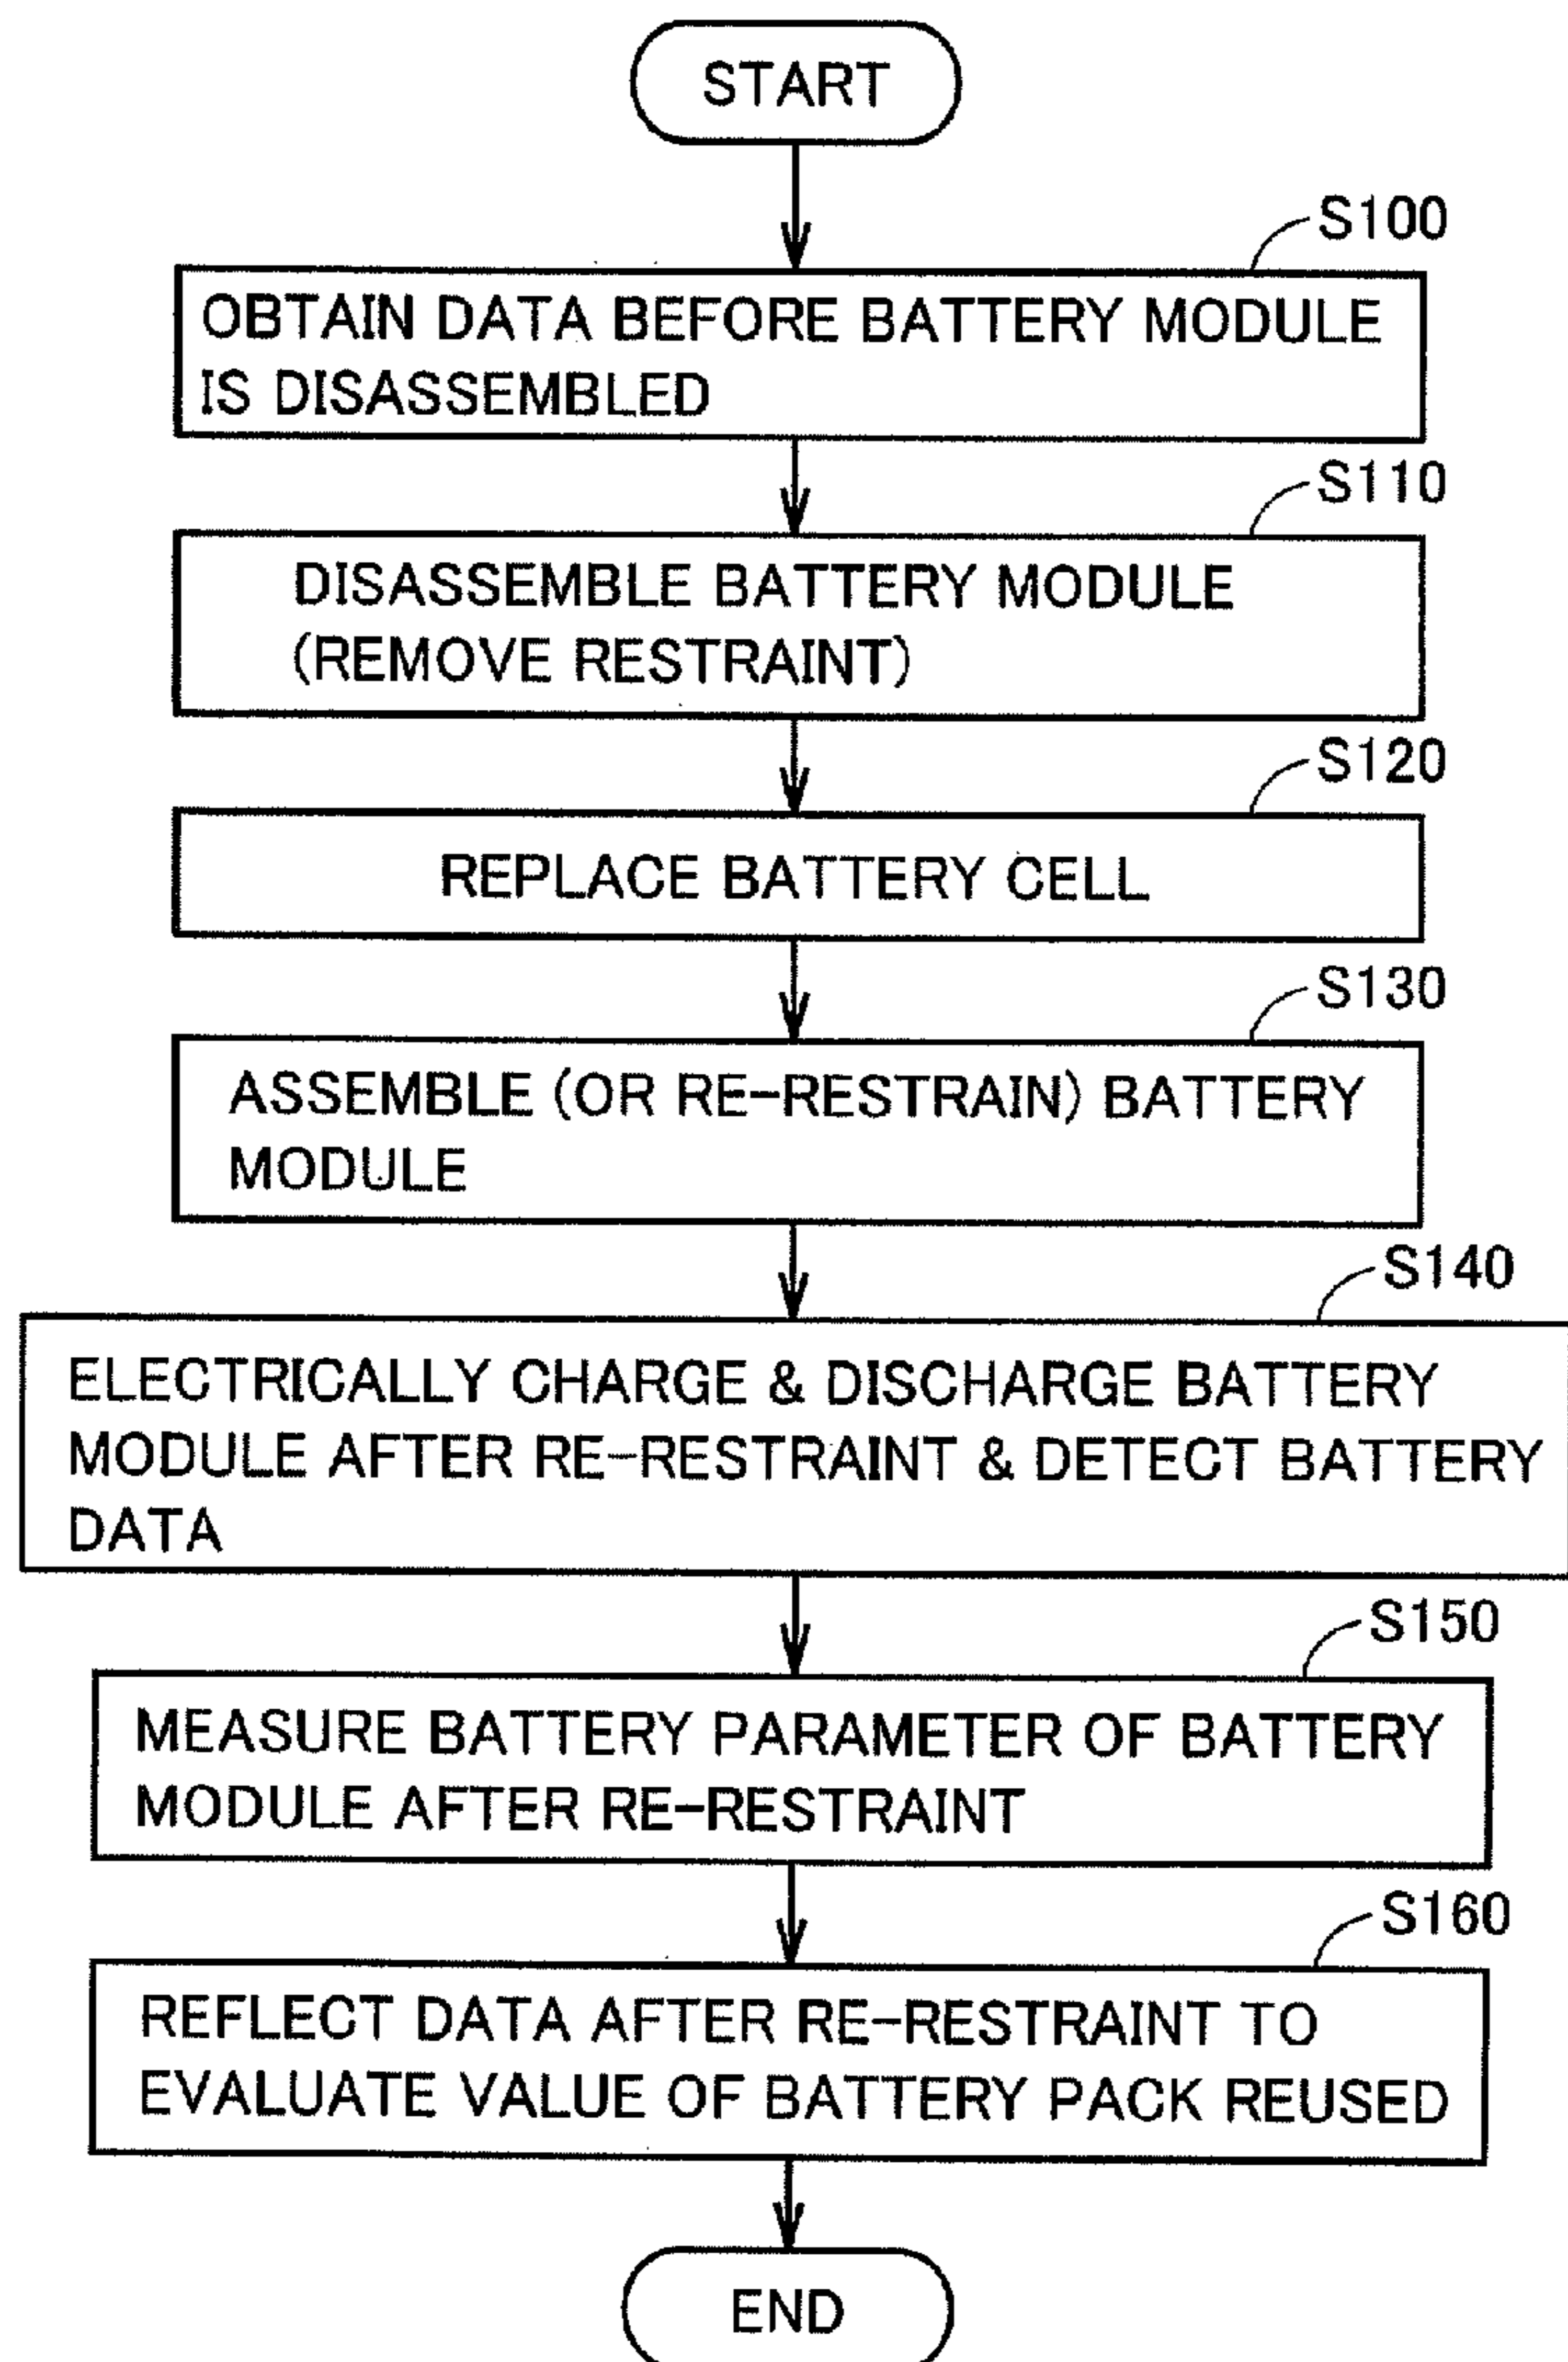 START
S100
OBTAIN DATA BEFORE BATTERY MODULE
IS DISASSEMBLED
S110
DISASSEMBLE BATTERY MODULE
(REMOVE RESTRAINT)
S120
REPLACE BATTERY CELL
S130
ASSEMBLE (OR RE-RESTRAIN) BATTERY
MODULE
S140
ELECTRICALLY CHARGE & DISCHARGE BATTERY
MODULE AFTER RE-RESTRAINT & DETECT BATTERY
DATA
S150
MEASURE BATTERY PARAMETER OF BATTERY
MODULE AFTER RE-RESTRAINT
S160
REFLECT DATA AFTER RE-RESTRAINT TO
EVALUATE VALUE OF BATTERY PACK REUSED
END